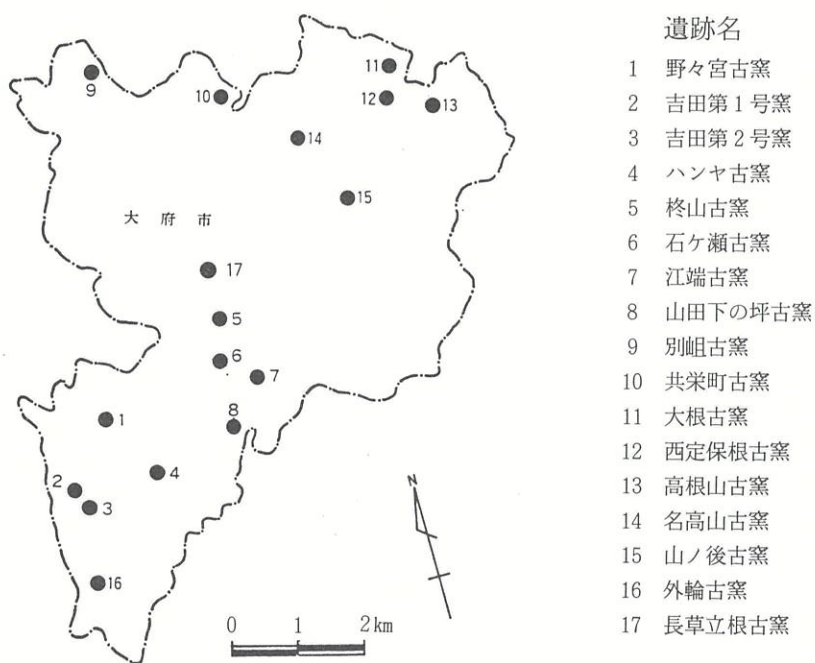 遺跡名
1 野々宮古窯
2 吉田第1号窯
3 吉田第2号窯
4 ハンヤ古窯
5 柊山古窯
6 石ケ瀬古窯
7 江端古窯
8 山田下の坪古窯
9 別岨古窯
10 共栄町古窯
11 大根古窯
12 西定保根古窯
13 高根山古窯
14 名高山古窯
15 山ノ後古窯
16 外輪古窯
17 長草立根古窯
11
9
10
12
13
14
15
大府市
17
5
6
7
1
8
4
2
3
16
N
0 1 2km